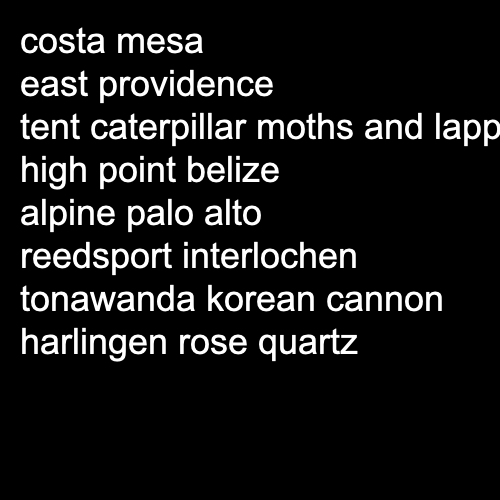 costa mesa
east providence
tent caterpillar moths and lapp
high point belize
alpine palo alto
reedsport interlochen
tonawanda korean cannon
harlingen rose quartz